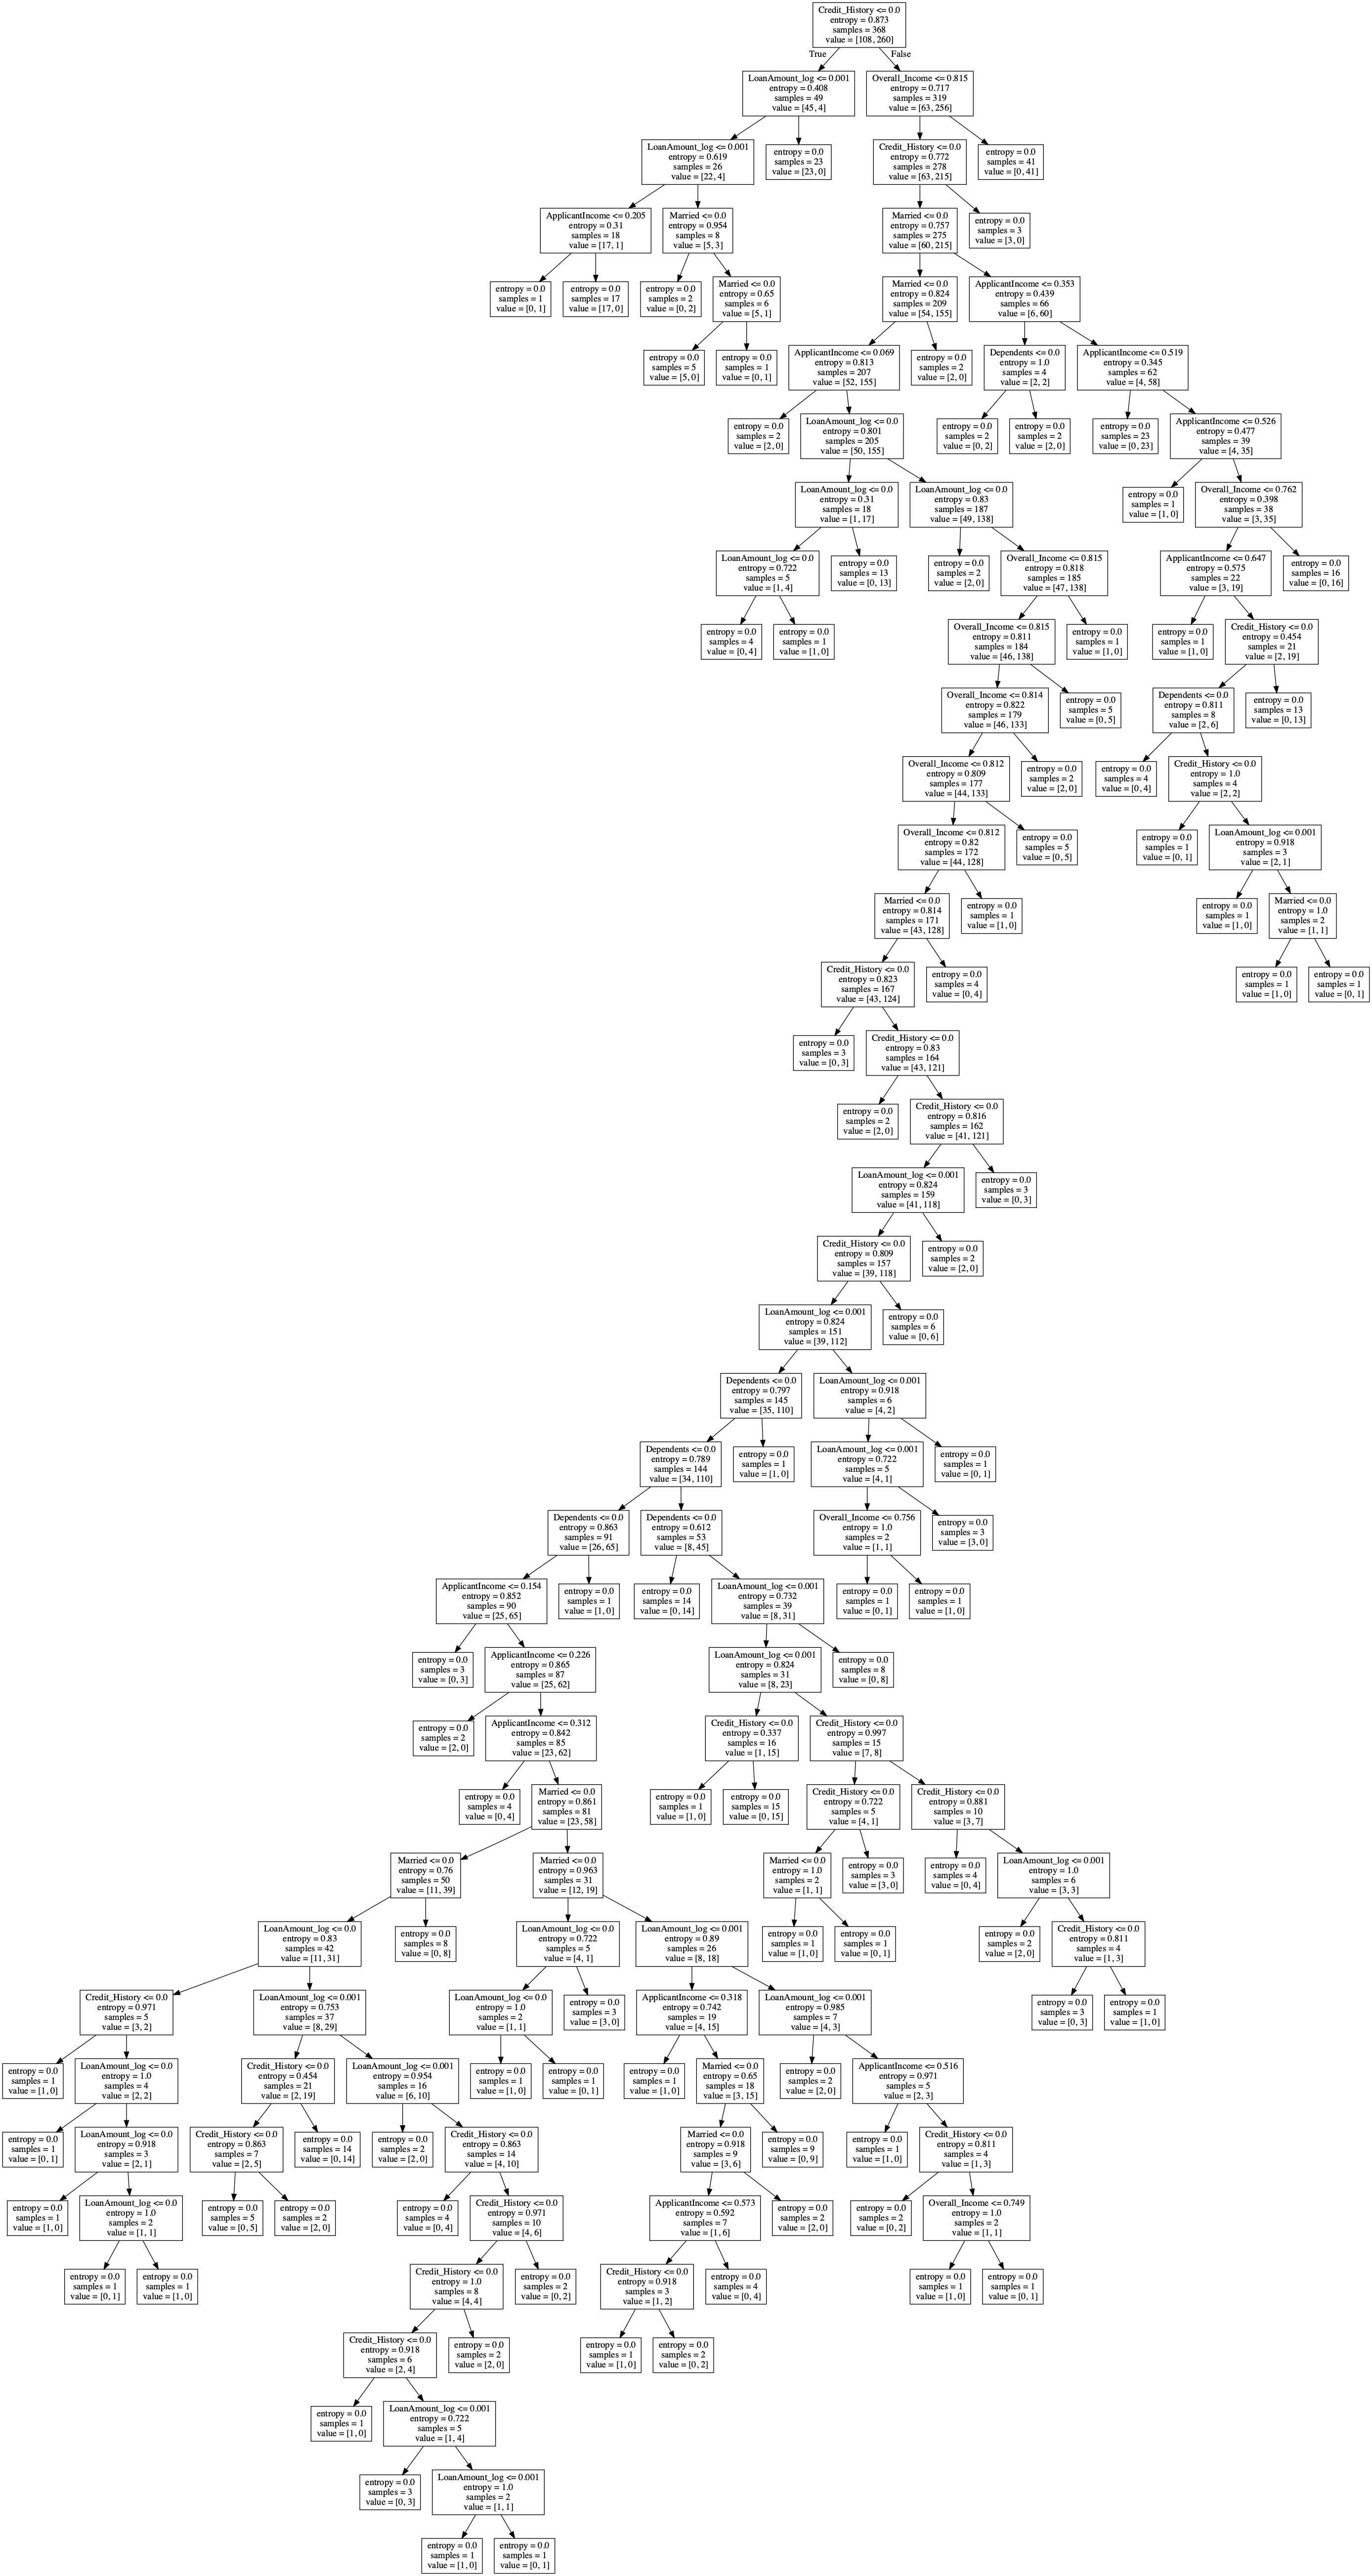 Credit_History <= 0.0
entropy = 0.873
samples = 368
value = [108, 260]
True
False
LoanAmount_log <= 0.001
entropy = 0.408
samples = 49
value = [45, 4]
Overall_Income <= 0.815
entropy = 0.717
samples = 319
value = [63, 256]
LoanAmount_log <= 0.001
entropy = 0.619
samples = 26
value = [22, 4]
entropy = 0.0
samples = 23
value = [23, 0]
Credit_History <= 0.0
entropy = 0.772
samples = 278
value = [63, 215]
entropy = 0.0
samples = 41
value = [0, 41]
ApplicantIncome <= 0.205
entropy = 0.31
samples = 18
value = [17, 1]
Married <= 0.0
entropy = 0.954
samples = 8
value = [5, 3]
Married <= 0.0
entropy = 0.757
samples = 275
value = [60, 215]
entropy = 0.0
samples = 3
value = [3, 0]
entropy = 0.0
samples = 1
value = [0, 1]
entropy = 0.0
samples = 17
value = [17, 0]
entropy = 0.0
samples = 2
value = [0, 2]
Married <= 0.0
entropy = 0.65
samples = 6
value = [5, 1]
Married <= 0.0
entropy = 0.824
samples = 209
value = [54, 155]
ApplicantIncome <= 0.353
entropy = 0.439
samples = 66
value = [6, 60]
entropy = 0.0
samples = 5
value = [5, 0]
entropy = 0.0
samples = 1
value = [0, 1]
ApplicantIncome <= 0.069
entropy = 0.813
samples = 207
value = [52, 155]
entropy = 0.0
samples = 2
value = [2, 0]
Dependents <= 0.0
entropy = 1.0
samples = 4
value = [2, 2]
ApplicantIncome <= 0.519
entropy = 0.345
samples = 62
value = [4, 58]
entropy = 0.0
samples = 2
value = [2, 0]
LoanAmount_log <= 0.0
entropy = 0.801
samples = 205
value = [50, 155]
entropy = 0.0
samples = 2
value = [0, 2]
entropy = 0.0
samples = 2
value = [2, 0]
entropy = 0.0
samples = 23
value = [0, 23]
ApplicantIncome <= 0.526
entropy = 0.477
samples = 39
value = [4, 35]
LoanAmount_log <= 0.0
entropy = 0.31
samples = 18
value = [1, 17]
LoanAmount_log <= 0.0
entropy = 0.83
samples = 187
value = [49, 138]
entropy = 0.0
samples = 1
value = [1, 0]
Overall_Income <= 0.762
entropy = 0.398
samples = 38
value = [3, 35]
LoanAmount_log <= 0.0
entropy = 0.722
samples = 5
value = [1, 4]
entropy = 0.0
samples = 13
value = [0, 13]
entropy = 0.0
samples = 2
value = [2, 0]
Overall_Income <= 0.815
entropy = 0.818
samples = 185
value = [47, 138]
ApplicantIncome <= 0.647
entropy = 0.575
samples = 22
value = [3, 19]
entropy = 0.0
samples = 16
value = [0, 16]
entropy = 0.0
samples = 4
value = [0, 4]
entropy = 0.0
samples = 1
value = [1, 0]
Overall_Income <= 0.815
entropy = 0.811
samples = 184
value = [46, 138]
entropy = 0.0
samples = 1
value = [1, 0]
entropy = 0.0
samples = 1
value = [1, 0]
Credit_History <= 0.0
entropy = 0.454
samples = 21
value = [2, 19]
Overall_Income <= 0.814
entropy = 0.822
samples = 179
value = [46, 133]
entropy = 0.0
samples = 5
value = [0, 5]
Dependents <= 0.0
entropy = 0.811
samples = 8
value = [2, 6]
entropy = 0.0
samples = 13
value = [0, 13]
Overall_Income <= 0.812
entropy = 0.809
samples = 177
value = [44, 133]
entropy = 0.0
samples = 2
value = [2, 0]
entropy = 0.0
samples = 4
value = [0, 4]
Credit_History <= 0.0
entropy = 1.0
samples = 4
value = [2, 2]
Overall_Income <= 0.812
entropy = 0.82
samples = 172
value = [44, 128]
entropy = 0.0
samples = 5
value = [0, 5]
entropy = 0.0
samples = 1
value = [0, 1]
LoanAmount_log <= 0.001
entropy = 0.918
samples = 3
value = [2, 1]
Married <= 0.0
entropy = 0.814
samples = 171
value = [43, 128]
entropy = 0.0
samples = 1
value = [1, 0]
entropy = 0.0
samples = 1
value = [1, 0]
Married <= 0.0
entropy = 1.0
samples = 2
value = [1, 1]
Credit_History <= 0.0
entropy = 0.823
samples = 167
value = [43, 124]
entropy = 0.0
samples = 4
value = [0, 4]
entropy = 0.0
samples = 1
value = [1, 0]
entropy = 0.0
samples = 1
value = [0, 1]
entropy = 0.0
samples = 3
value = [0, 3]
Credit_History <= 0.0
entropy = 0.83
samples = 164
value = [43, 121]
entropy = 0.0
samples = 2
value = [2, 0]
Credit_History <= 0.0
entropy = 0.816
samples = 162
value = [41, 121]
LoanAmount_log <= 0.001
entropy = 0.824
samples = 159
value = [41, 118]
entropy = 0.0
samples = 3
value = [0, 3]
Credit_History <= 0.0
entropy = 0.809
samples = 157
value = [39, 118]
entropy = 0.0
samples = 2
value = [2, 0]
LoanAmount_log <= 0.001
entropy = 0.824
samples = 151
value = [39, 112]
entropy = 0.0
samples = 6
value = [0, 6]
Dependents <= 0.0
entropy = 0.797
samples = 145
value = [35, 110]
LoanAmount_log <= 0.001
entropy = 0.918
samples = 6
value = [4, 2]
Dependents <= 0.0
entropy = 0.789
samples = 144
value = [34, 110]
entropy = 0.0
samples = 1
value = [1, 0]
LoanAmount_log <= 0.001
entropy = 0.722
samples = 5
value = [4, 1]
entropy = 0.0
samples = 1
value = [0, 1]
Dependents <= 0.0
entropy = 0.863
samples = 91
value = [26, 65]
Dependents <= 0.0
entropy = 0.612
samples = 53
value = [8, 45]
Overall_Income <= 0.756
entropy = 1.0
samples = 2
value = [1, 1]
entropy = 0.0
samples = 3
value = [3, 0]
ApplicantIncome <= 0.154
entropy = 0.852
samples = 90
value = [25, 65]
entropy = 0.0
samples = 1
value = [1, 0]
entropy = 0.0
samples = 14
value = [0, 14]
LoanAmount_log <= 0.001
entropy = 0.732
samples = 39
value = [8, 31]
entropy = 0.0
samples = 1
value = [0, 1]
entropy = 0.0
samples = 1
value = [1, 0]
entropy = 0.0
samples = 3
value = [0, 3]
ApplicantIncome <= 0.226
entropy = 0.865
samples = 87
value = [25, 62]
LoanAmount_log <= 0.001
entropy = 0.824
samples = 31
value = [8, 23]
entropy = 0.0
samples = 8
value = [0, 8]
entropy = 0.0
samples = 2
value = [2, 0]
ApplicantIncome <= 0.312
entropy = 0.842
samples = 85
value = [23, 62]
Credit_History <= 0.0
entropy = 0.337
samples = 16
value = [1, 15]
Credit_History <= 0.0
entropy = 0.997
samples = 15
value = [7, 8]
entropy = 0.0
samples = 4
value = [0, 4]
Married <= 0.0
entropy = 0.861
samples = 81
value = [23, 58]
entropy = 0.0
samples = 1
value = [1, 0]
entropy = 0.0
samples = 15
value = [0, 15]
Credit_History <= 0.0
entropy = 0.722
samples = 5
value = [4, 1]
Credit_History <= 0.0
entropy = 0.881
samples = 10
value = [3, 7]
Married <= 0.0
entropy = 0.76
samples = 50
value = [11, 39]
Married <= 0.0
entropy = 0.963
samples = 31
value = [12, 19]
Married <= 0.0
entropy = 1.0
samples = 2
value = [1, 1]
entropy = 0.0
samples = 3
value = [3, 0]
entropy = 0.0
samples = 4
value = [0, 4]
LoanAmount_log <= 0.001
entropy = 1.0
samples = 6
value = [3, 3]
LoanAmount_log <= 0.0
entropy = 0.83
samples = 42
value = [11, 31]
entropy = 0.0
samples = 8
value = [0, 8]
LoanAmount_log <= 0.0
entropy = 0.722
samples = 5
value = [4, 1]
LoanAmount_log <= 0.001
entropy = 0.89
samples = 26
value = [8, 18]
entropy = 0.0
samples = 1
value = [1, 0]
entropy = 0.0
samples = 1
value = [0, 1]
entropy = 0.0
samples = 2
value = [2, 0]
Credit_History <= 0.0
entropy = 0.811
samples = 4
value = [1, 3]
Credit_History <= 0.0
entropy = 0.971
samples = 5
value = [3, 2]
LoanAmount_log <= 0.001
entropy = 0.753
samples = 37
value = [8, 29]
LoanAmount_log <= 0.0
entropy = 1.0
samples = 2
value = [1, 1]
entropy = 0.0
samples = 3
value = [3, 0]
ApplicantIncome <= 0.318
entropy = 0.742
samples = 19
value = [4, 15]
LoanAmount_log <= 0.001
entropy = 0.985
samples = 7
value = [4, 3]
entropy = 0.0
samples = 3
value = [0, 3]
entropy = 0.0
samples = 1
value = [1, 0]
entropy = 0.0
samples = 1
value = [1, 0]
LoanAmount_log <= 0.0
entropy = 1.0
samples = 4
value = [2, 2]
Credit_History <= 0.0
entropy = 0.454
samples = 21
value = [2, 19]
LoanAmount_log <= 0.001
entropy = 0.954
samples = 16
value = [6, 10]
entropy = 0.0
samples = 1
value = [1, 0]
entropy = 0.0
samples = 1
value = [0, 1]
entropy = 0.0
samples = 1
value = [1, 0]
Married <= 0.0
entropy = 0.65
samples = 18
value = [3, 15]
entropy = 0.0
samples = 2
value = [2, 0]
ApplicantIncome <= 0.516
entropy = 0.971
samples = 5
value = [2, 3]
entropy = 0.0
samples = 1
value = [0, 1]
LoanAmount_log <= 0.0
entropy = 0.918
samples = 3
value = [2, 1]
Credit_History <= 0.0
entropy = 0.863
samples = 7
value = [2, 5]
entropy = 0.0
samples = 14
value = [0, 14]
entropy = 0.0
samples = 2
value = [2, 0]
Credit_History <= 0.0
entropy = 0.863
samples = 14
value = [4, 10]
Married <= 0.0
entropy = 0.918
samples = 9
value = [3, 6]
entropy = 0.0
samples = 9
value = [0, 9]
entropy = 0.0
samples = 1
value = [1, 0]
Credit_History <= 0.0
entropy = 0.811
samples = 4
value = [1, 3]
entropy = 0.0
samples = 1
value = [1, 0]
LoanAmount_log <= 0.0
entropy = 1.0
samples = 2
value = [1, 1]
entropy = 0.0
samples = 5
value = [0, 5]
entropy = 0.0
samples = 2
value = [2, 0]
entropy = 0.0
samples = 4
value = [0, 4]
Credit_History <= 0.0
entropy = 0.971
samples = 10
value = [4, 6]
ApplicantIncome <= 0.573
entropy = 0.592
samples = 7
value = [1, 6]
entropy = 0.0
samples = 2
value = [2, 0]
entropy = 0.0
samples = 2
value = [0, 2]
Overall_Income <= 0.749
entropy = 1.0
samples = 2
value = [1, 1]
entropy = 0.0
samples = 1
value = [0, 1]
entropy = 0.0
samples = 1
value = [1, 0]
Credit_History <= 0.0
entropy = 1.0
samples = 8
value = [4, 4]
entropy = 0.0
samples = 2
value = [0, 2]
Credit_History <= 0.0
entropy = 0.918
samples = 3
value = [1, 2]
entropy = 0.0
samples = 4
value = [0, 4]
entropy = 0.0
samples = 1
value = [1, 0]
entropy = 0.0
samples = 1
value = [0, 1]
Credit_History <= 0.0
entropy = 0.918
samples = 6
value = [2, 4]
entropy = 0.0
samples = 2
value = [2, 0]
entropy = 0.0
samples = 1
value = [1, 0]
entropy = 0.0
samples = 2
value = [0, 2]
entropy = 0.0
samples = 1
value = [1, 0]
LoanAmount_log <= 0.001
entropy = 0.722
samples = 5
value = [1, 4]
entropy = 0.0
samples = 3
value = [0, 3]
LoanAmount_log <= 0.001
entropy = 1.0
samples = 2
value = [1, 1]
entropy = 0.0
samples = 1
value = [1, 0]
entropy = 0.0
samples = 1
value = [0, 1]